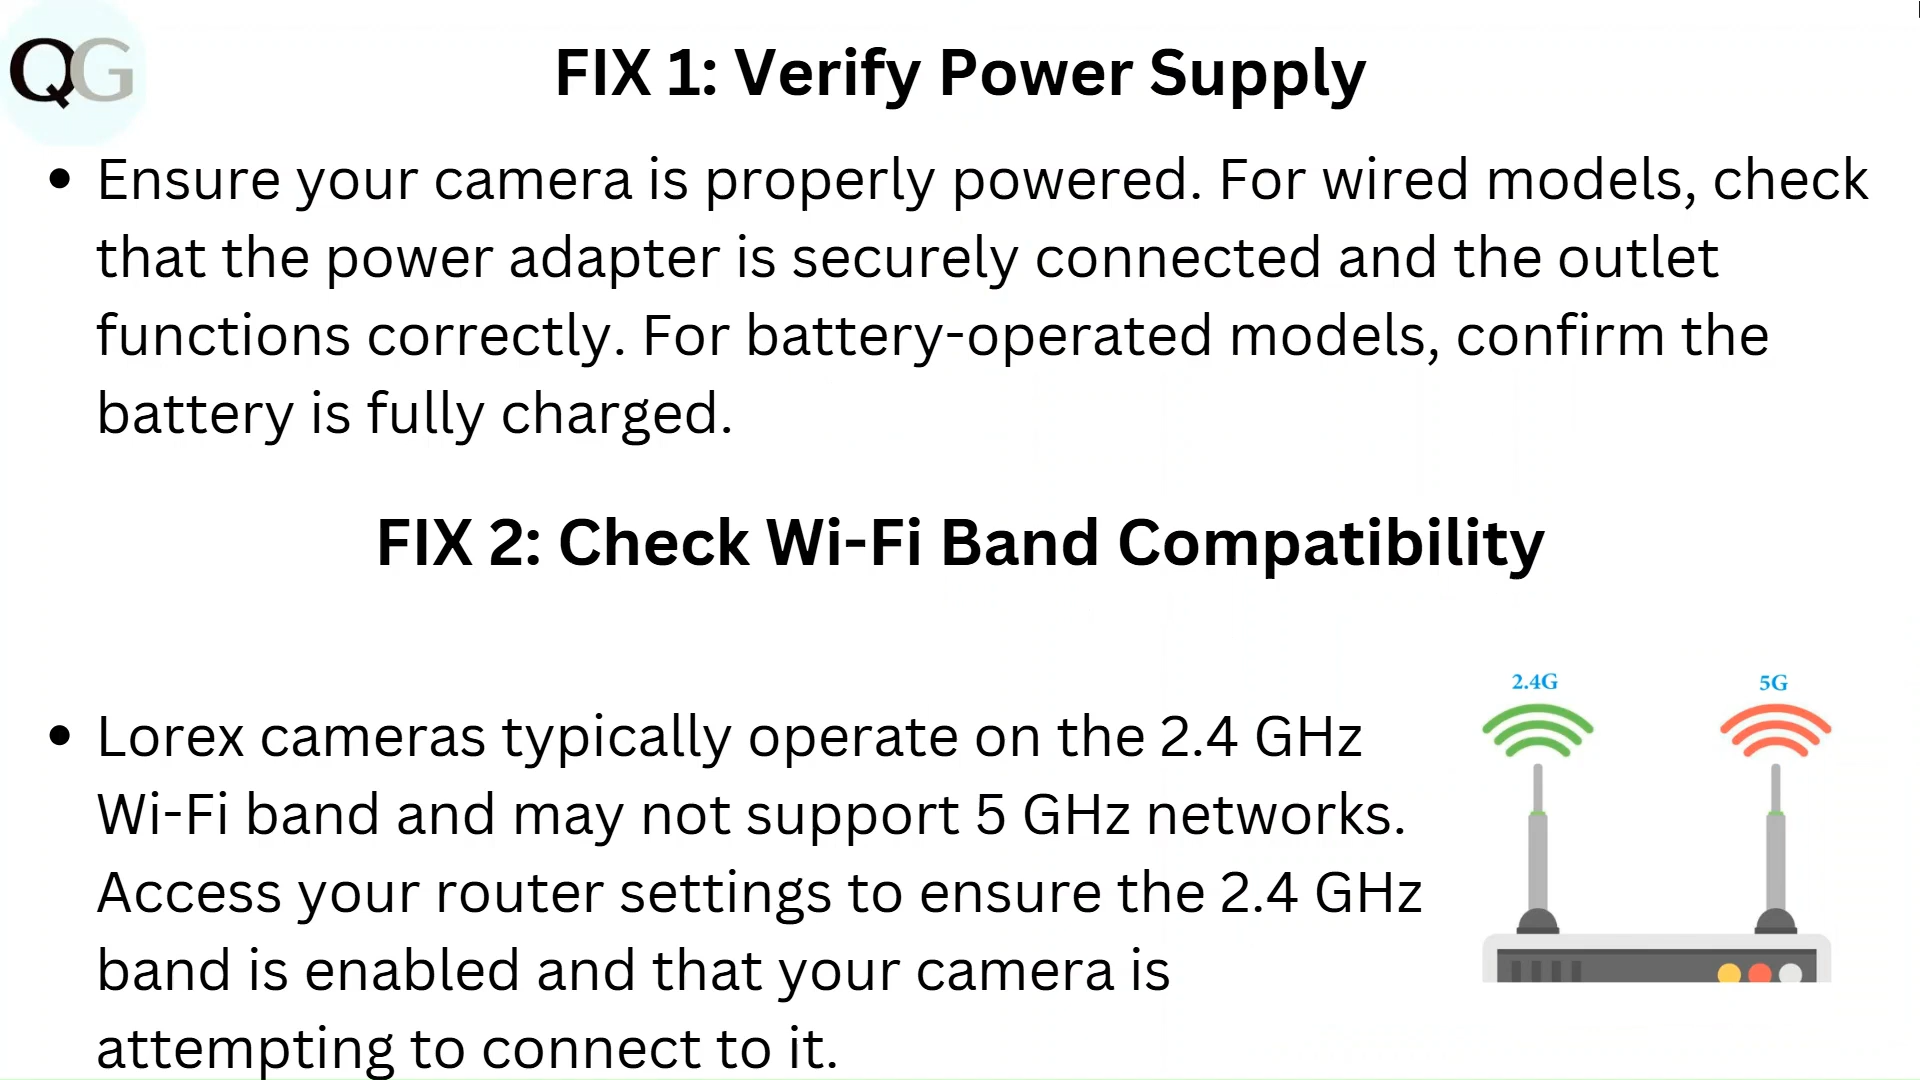 QG
FIX 1: Verify Power Supply
• Ensure your camera is properly powered. For wired models, check
that the power adapter is securely connected and the outlet
functions correctly. For battery-operated models, confirm the
battery is fully charged.
FIX 2: Check Wi-Fi Band Compatibility
2.4G 5G
• Lorex cameras typically operate on the 2.4 GHz
Wi-Fi band and may not support 5 GHz networks.
Access your router settings to ensure the 2.4 GHz
band is enabled and that your camera is
attempting to connect to it.